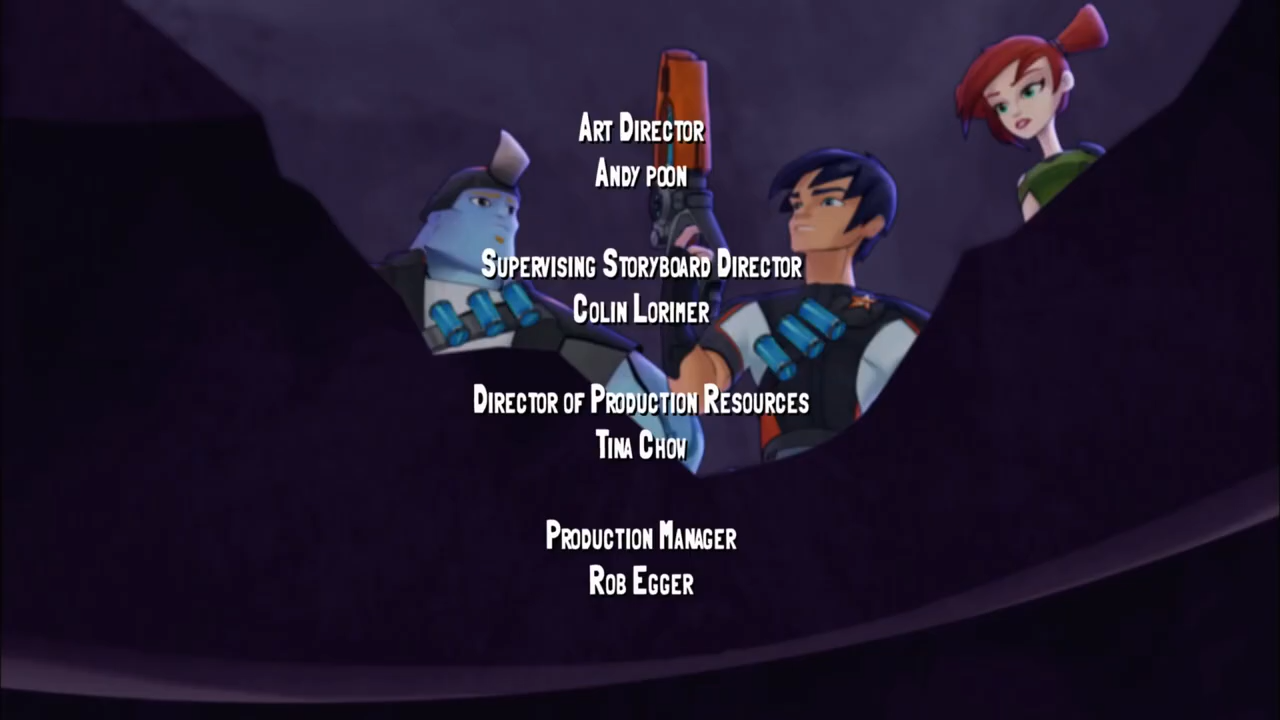 Art Director
Andy poon
Supervising Storyboard Director
Colin Lorimer
Director of Production Resources
Tina Chow
Production Manager
Rob Egger